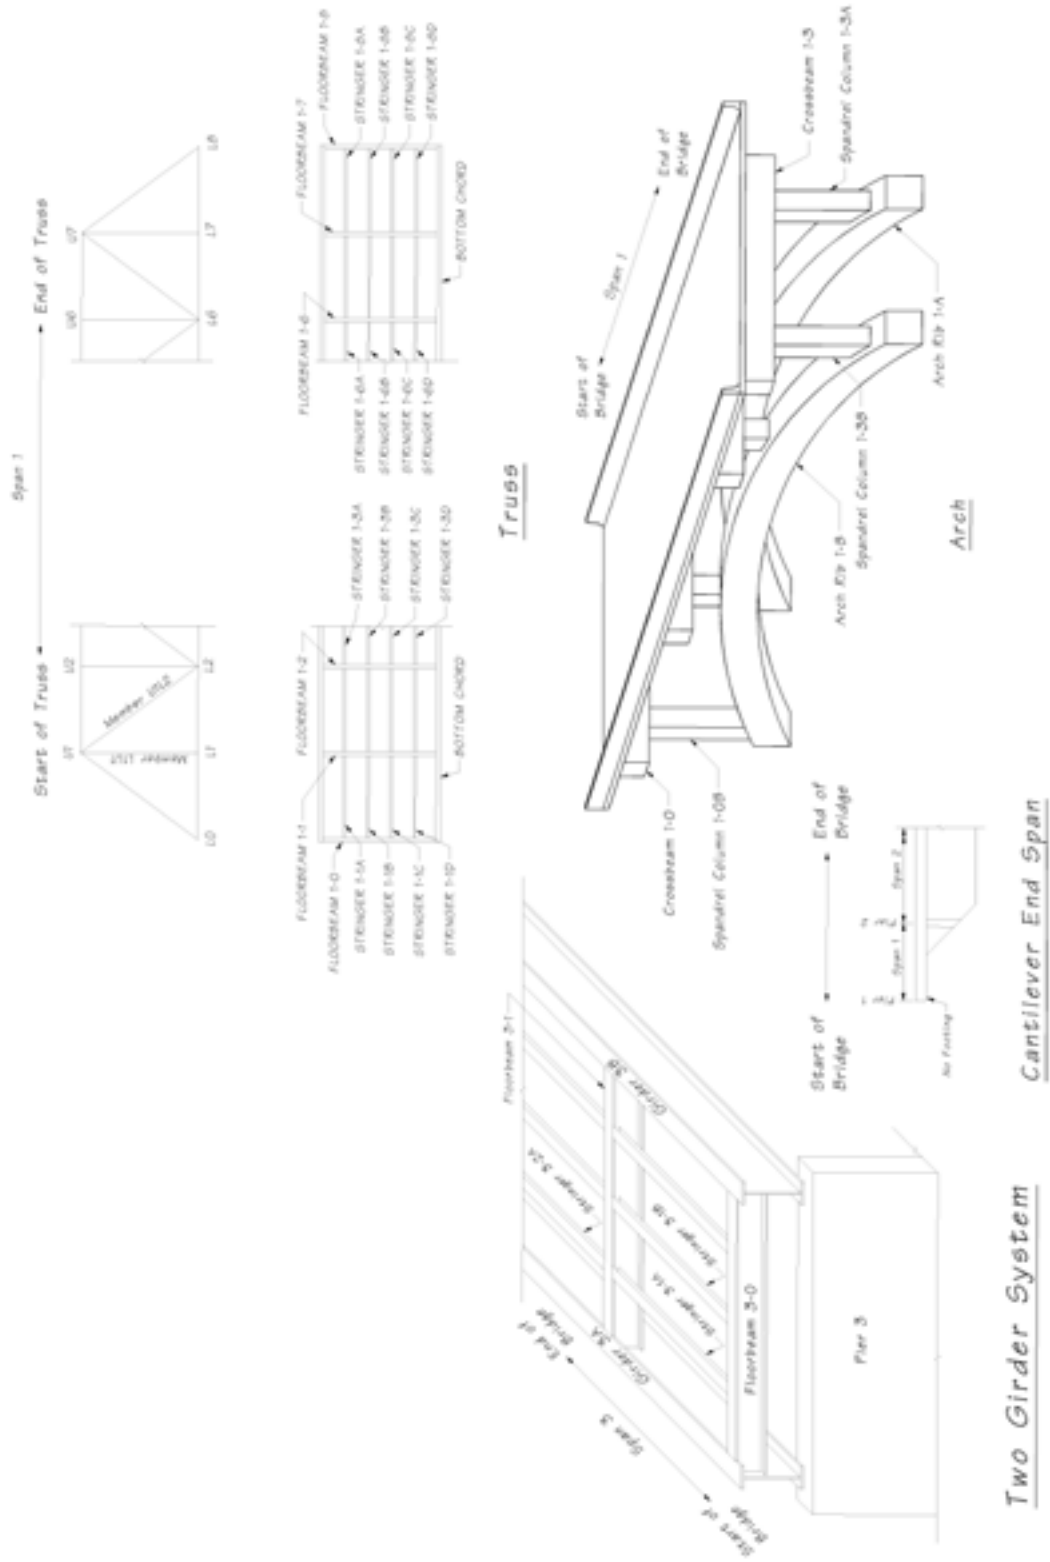 Span 1
Start of Truss
End of Truss
U1
U2
U6
U7
Member U1L2
Member U1L1
L0
L1
L2
L6
L7
L8
FLOORBEAM 1-1
FLOORBEAM 1-2
FLOORBEAM 1-6
FLOORBEAM 1-7
FLOORBEAM 1-0
FLOORBEAM 1-8
STRINGER 1-1A
STRINGER 1-1B
STRINGER 1-1C
STRINGER 1-1D
STRINGER 1-3A
STRINGER 1-3B
STRINGER 1-3C
STRINGER 1-3D
BOTTOM CHORD
STRINGER 1-6A
STRINGER 1-6B
STRINGER 1-6C
STRINGER 1-6D
STRINGER 1-8A
STRINGER 1-8B
STRINGER 1-8C
STRINGER 1-8D
BOTTOM CHORD
Truss
Floorbeam 3-1
End of
Bridge
Span 3
Start of
Bridge
Girder 3A
Girder 3B
Stringer 3-2A
Stringer 3-1A
Stringer 3-1B
Floorbeam 3-0
Pier 3
Two Girder System
Start of
Bridge
End of
Bridge
Span 1
Span 2
No Footing
Cantilever End Span
Start of
Bridge
Span 1
End of
Bridge
Crossbeam 1-0
Spandrel Column 1-0B
Arch Rib 1-B
Spandrel Column 1-3B
Arch Rib 1-A
Crossbeam 1-3
Spandrel Column 1-3A
Arch